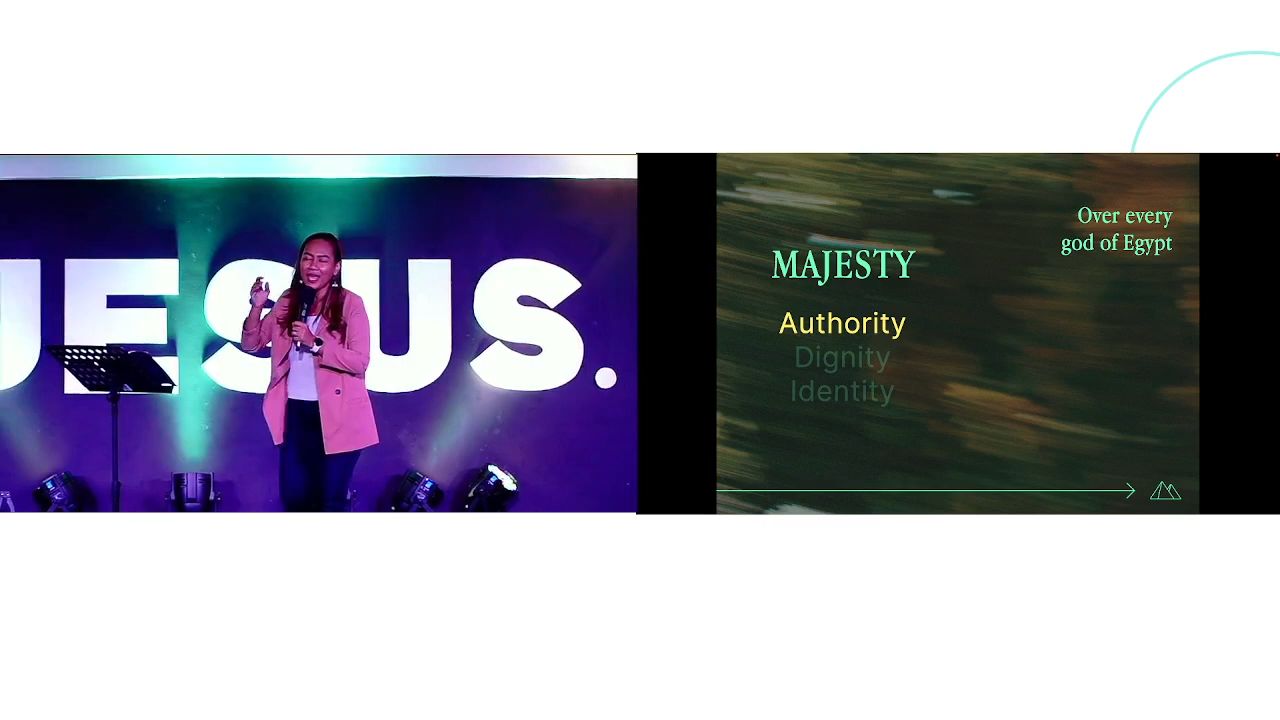 JESUS.
MAJESTY
Authority
Dignity
Identity
Over every
god of Egypt